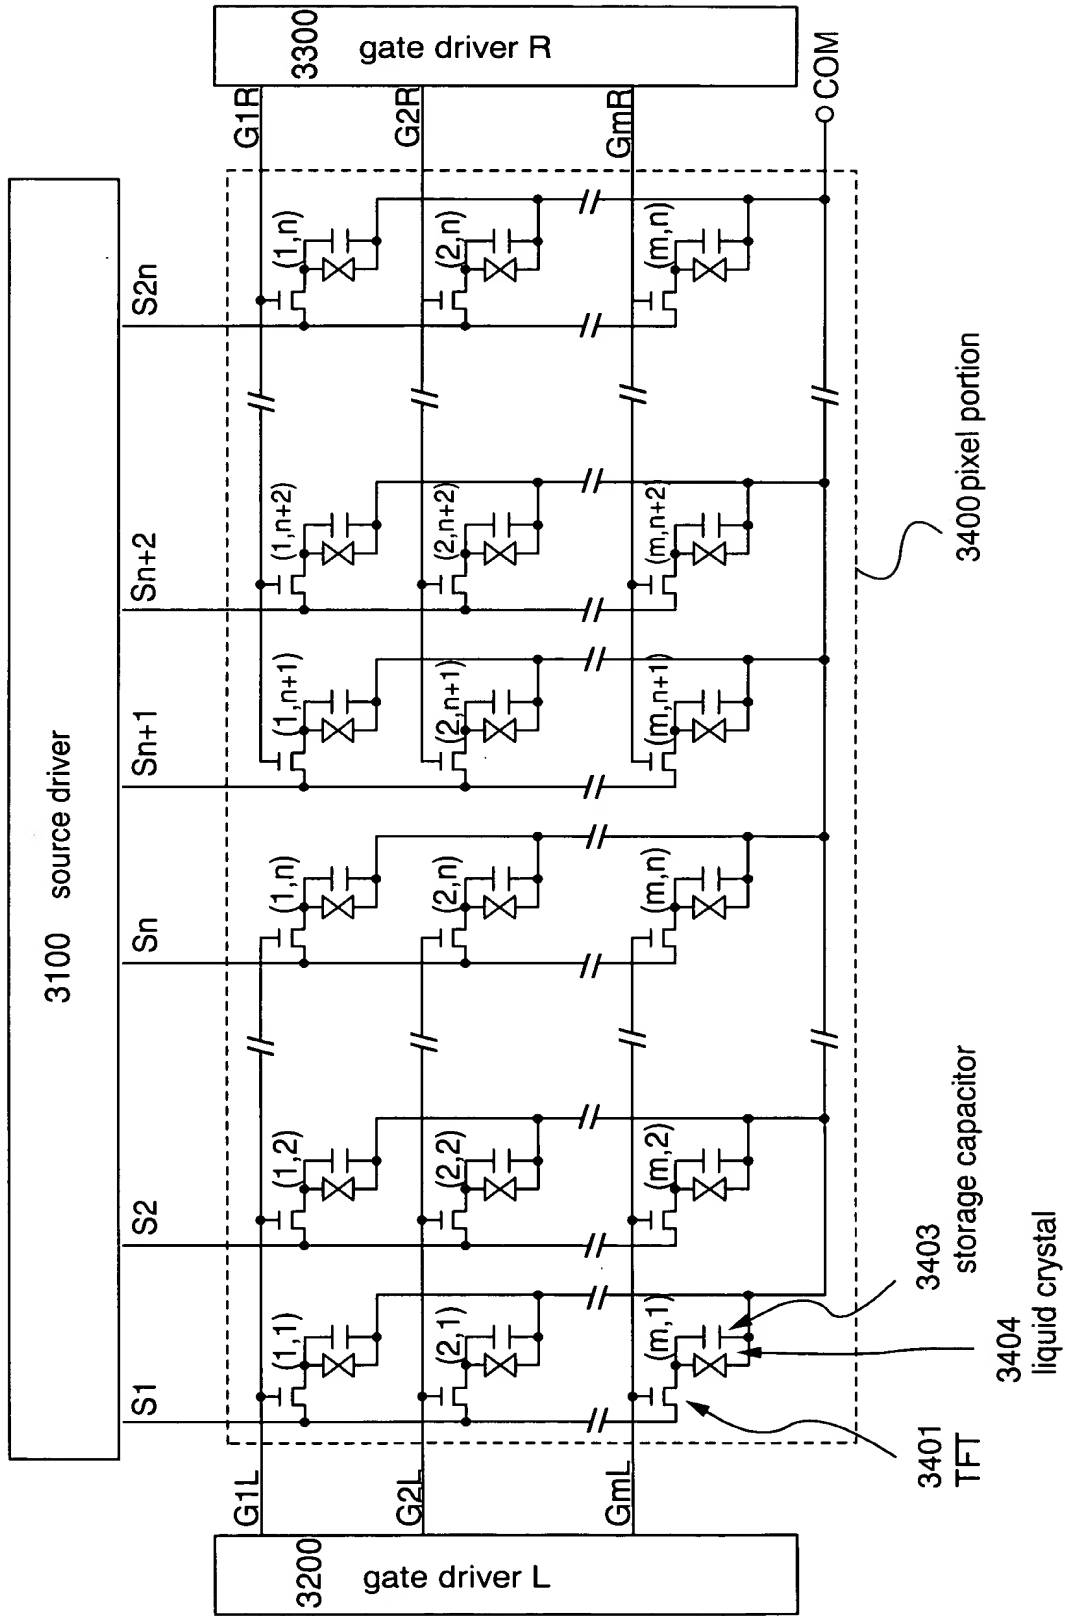 3100 source driver
S1
S2
Sn
Sn+1
Sn+2
S2n
3200
gate driver L
3300
gate driver R
G1L
(1,1)
(1,2)
(1,n)
(1,n+1)
(1,n+2)
(1,n)
G1R
G2L
(2,1)
(2,2)
(2,n)
(2,n+1)
(2,n+2)
(2,n)
G2R
GmL
(m,1)
(m,2)
(m,n)
(m,n+1)
(m,n+2)
(m,n)
GmR
COM
3401
TFT
3404
liquid crystal
3403
storage capacitor
3400 pixel portion